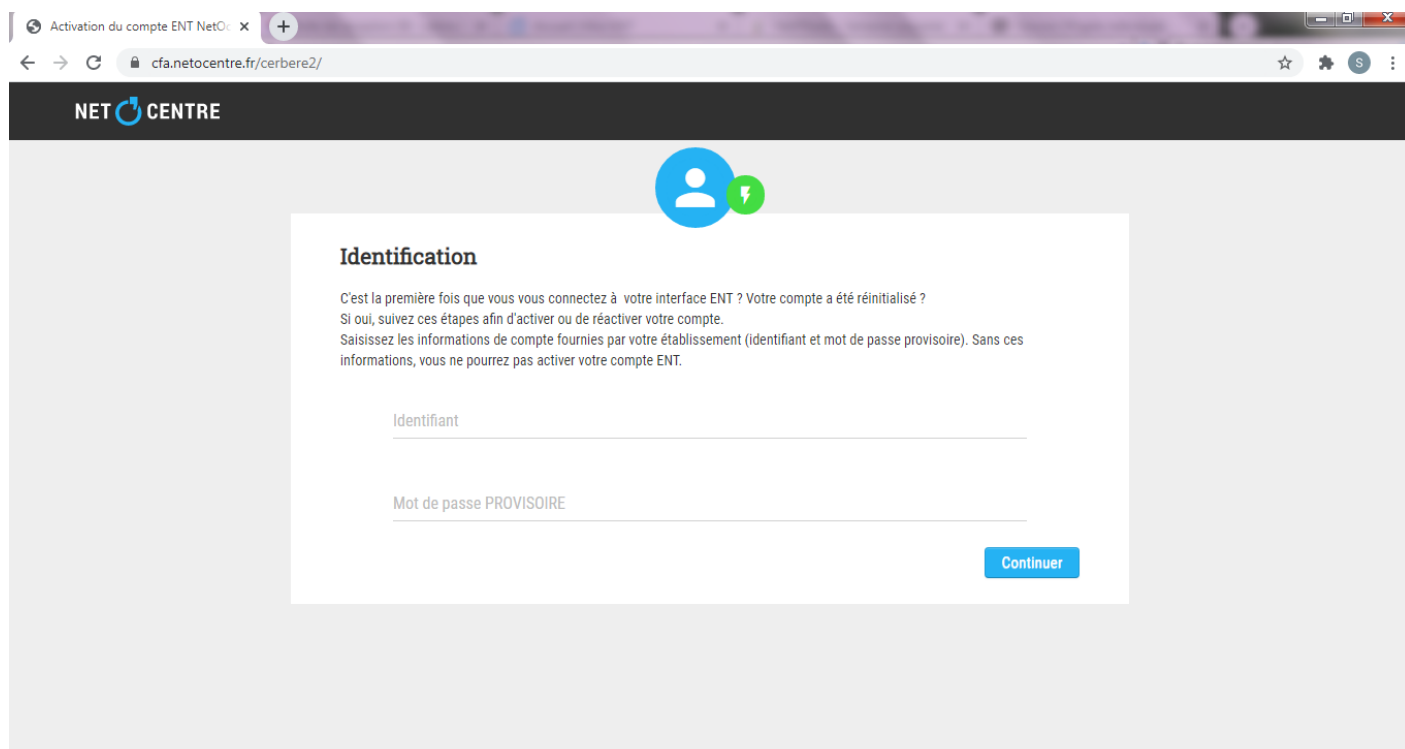 Activation du compte ENT NetOc
cfa.netocentre.fr/cerbere2/
S
NET CENTRE
Identification
C'est la première fois que vous vous connectez à votre interface ENT ? Votre compte a été réinitialisé ?
Si oui, suivez ces étapes afin d'activer ou de réactiver votre compte.
Saisissez les informations de compte fournies par votre établissement (identifiant et mot de passe provisoire). Sans ces
informations, vous ne pourrez pas activer votre compte ENT.
Identifiant
Mot de passe PROVISOIRE
Continuer